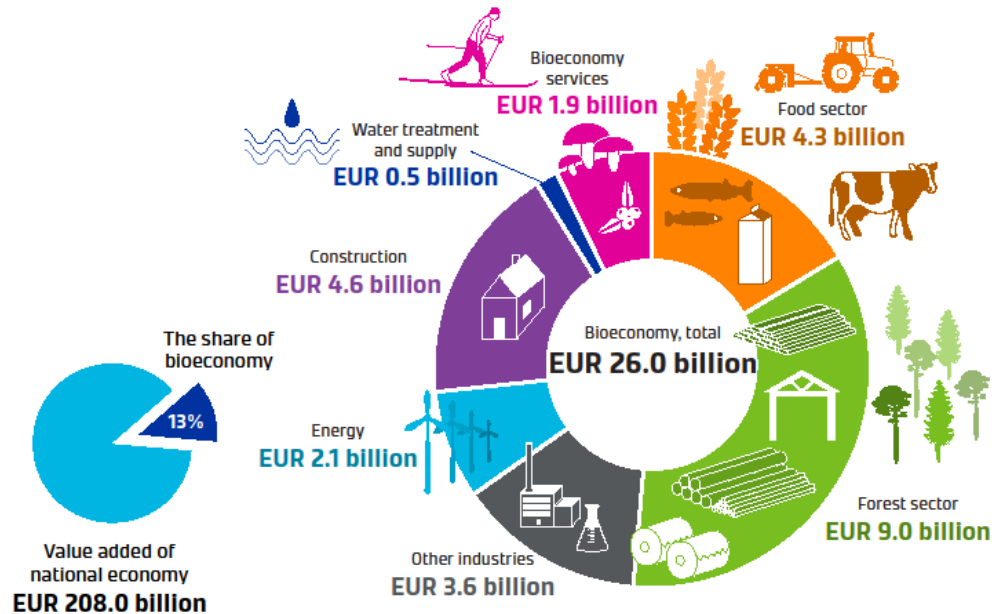 Bioeconomy
services
EUR 1.9 billion
Food sector
EUR 4.3 billion
Water treatment
and supply
EUR 0.5 billion
Construction
EUR 4.6 billion
Bioeconomy, total
EUR 26.0 billion
The share of
bioeconomy
13%
Energy
EUR 2.1 billion
Forest sector
EUR 9.0 billion
Other industries
EUR 3.6 billion
Value added of
national economy
EUR 208.0 billion